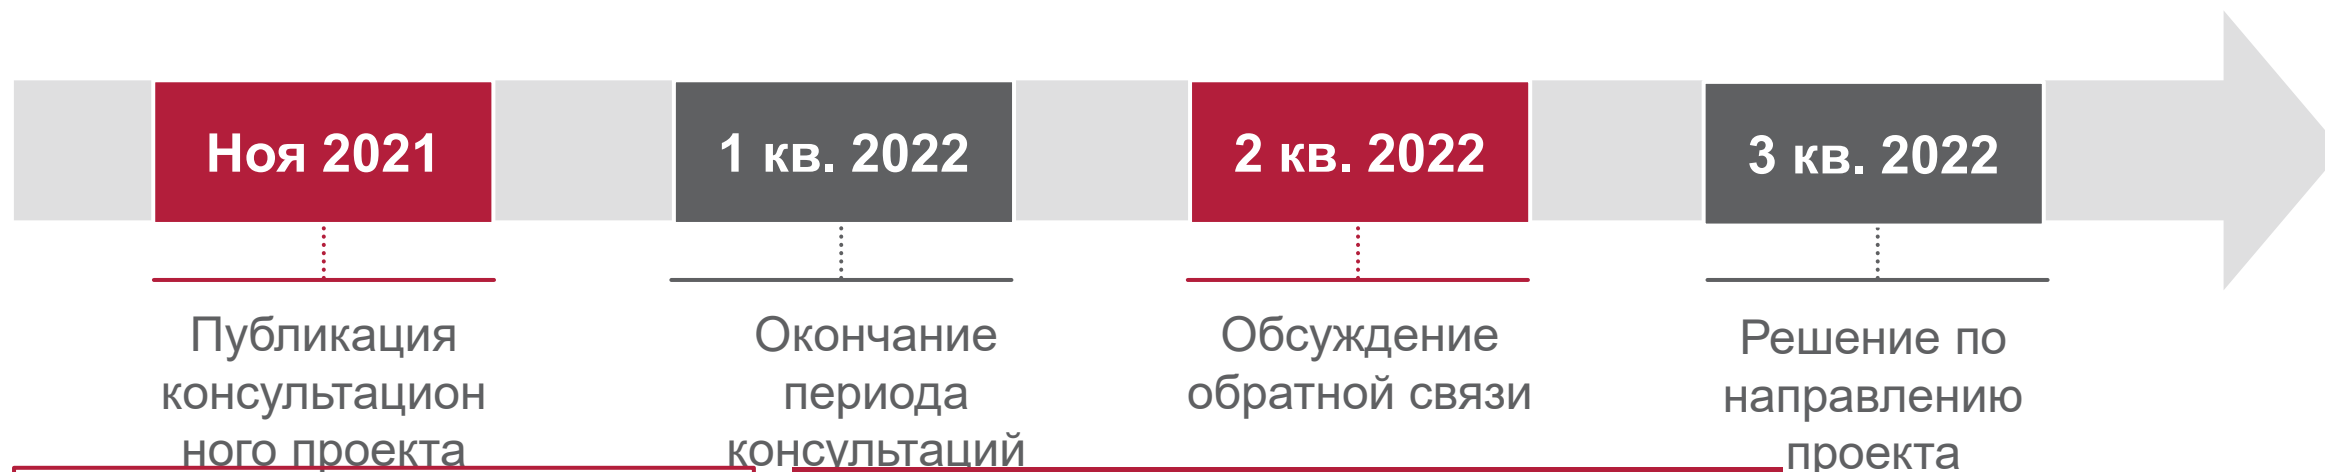 Ноя 2021
1 кв. 2022
2 кв. 2022
3 кв. 2022
Публикация
консультацион
ного проекта
Окончание
периода
консультаций
Обсуждение
обратной связи
Решение по
направлению
проекта